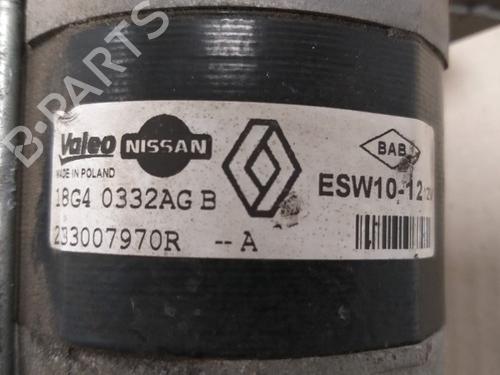 B-PARTS
Valeo NISSAN
MADE IN POLAND
BAB
18G4 0332AG B
ESW10-12
233007970R -- A